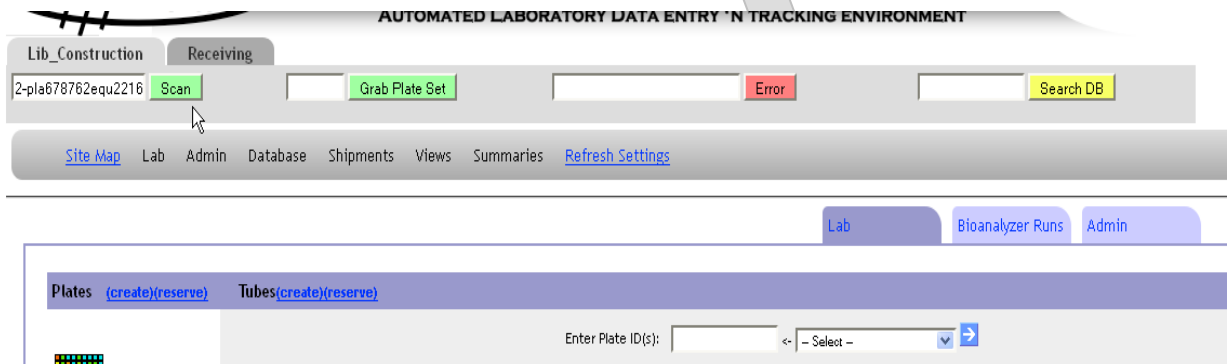 AUTOMATED LABORATORY DATA ENTRY 'N TRACKING ENVIRONMENT
Lib_Construction Receiving
2-pla678762equ2216 Scan Grab Plate Set Error Search DB
Site Map Lab Admin Database Shipments Views Summaries Refresh Settings
Lab Bioanalyzer Runs Admin
Plates (create)(reserve) Tubes(create)(reserve)
Enter Plate ID(s): <- -- Select --